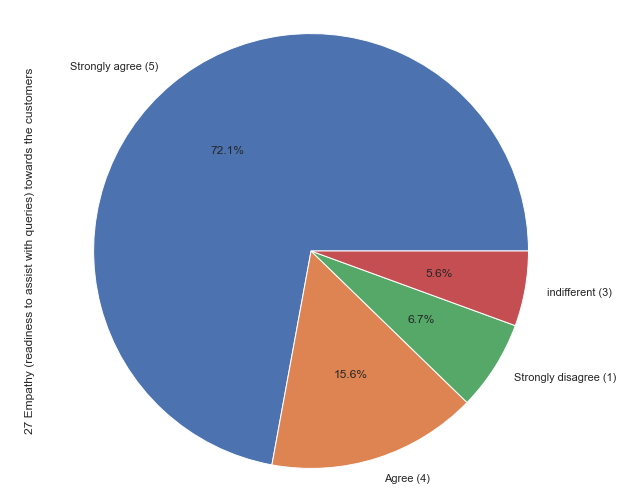 Strongly agree (5)
72.1%
27 Empathy (readiness to assist with queries) towards the customers
5.6%
indifferent (3)
6.7%
Strongly disagree (1)
15.6%
Agree (4)